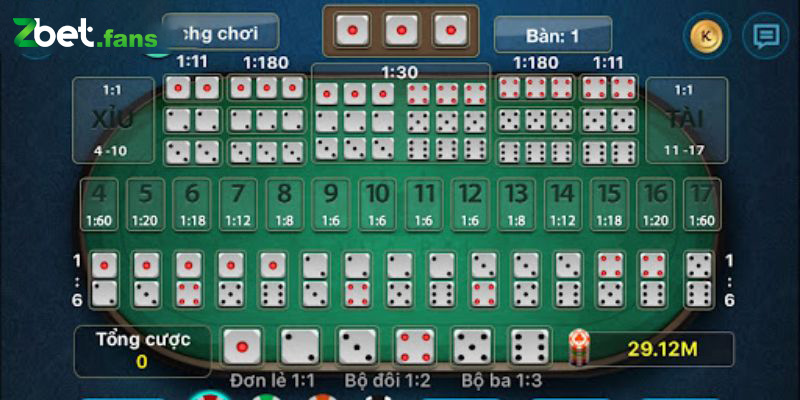 Zbet.fans
chg chơi
Bàn: 1
K
1:11
1:180
1:30
1:180
1:11
1:1
XỈU
4 -10
1:1
TÀI
11 -17
4 5 6 7 8 9 10 11 12 13 14 15 16 17
1:60 1:20 1:18 1:12 1:8 1:6 1:6 1:6 1:6 1:8 1:12 1:18 1:20 1:60
1:6
1:6
Tổng cược
0
29.12M
Đơn lẻ 1:1 Bộ đôi 1:2 Bộ ba 1:3